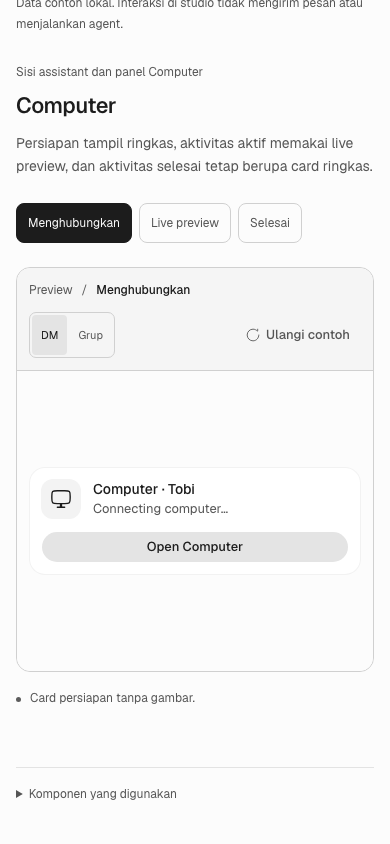 Data contoh lokal. Interaksi di studio tidak mengirim pesan atau
menjalankan agent.
Sisi assistant dan panel Computer
Computer
Persiapan tampil ringkas, aktivitas aktif memakai live
preview, dan aktivitas selesai tetap berupa card ringkas.
Menghubungkan Live preview Selesai
Preview / Menghubungkan
DM Grup Ulangi contoh
Computer · Tobi
Connecting computer…
Open Computer
Card persiapan tanpa gambar.
Komponen yang digunakan